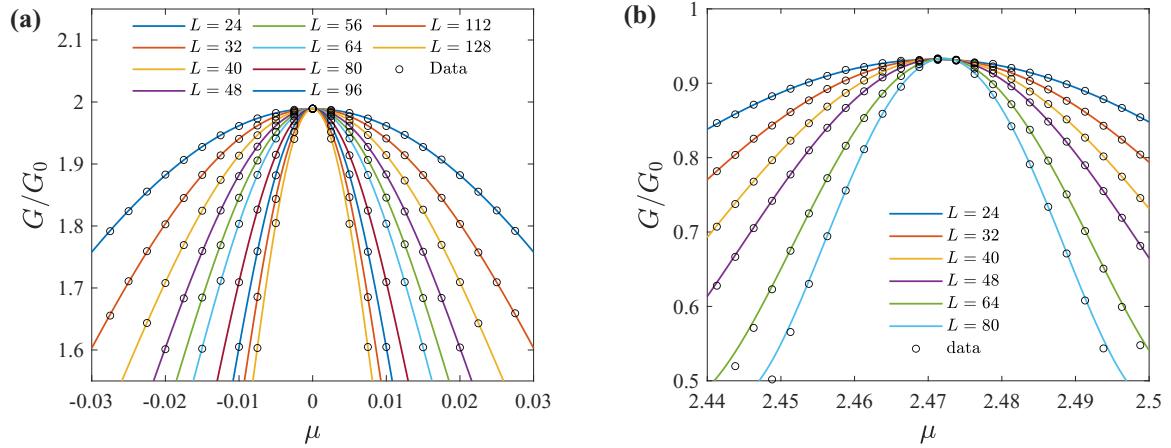 (a)
2.1
2
1.9
1.8
1.7
1.6
G/G₀
-0.03 -0.02 -0.01 0 0.01 0.02 0.03
μ
L = 24 L = 56 L = 112
L = 32 L = 64 L = 128
L = 40 L = 80 Data
L = 48 L = 96
(b)
1
0.9
0.8
0.7
0.6
0.5
G/G₀
2.44 2.45 2.46 2.47 2.48 2.49 2.5
μ
L = 24
L = 32
L = 40
L = 48
L = 64
L = 80
data